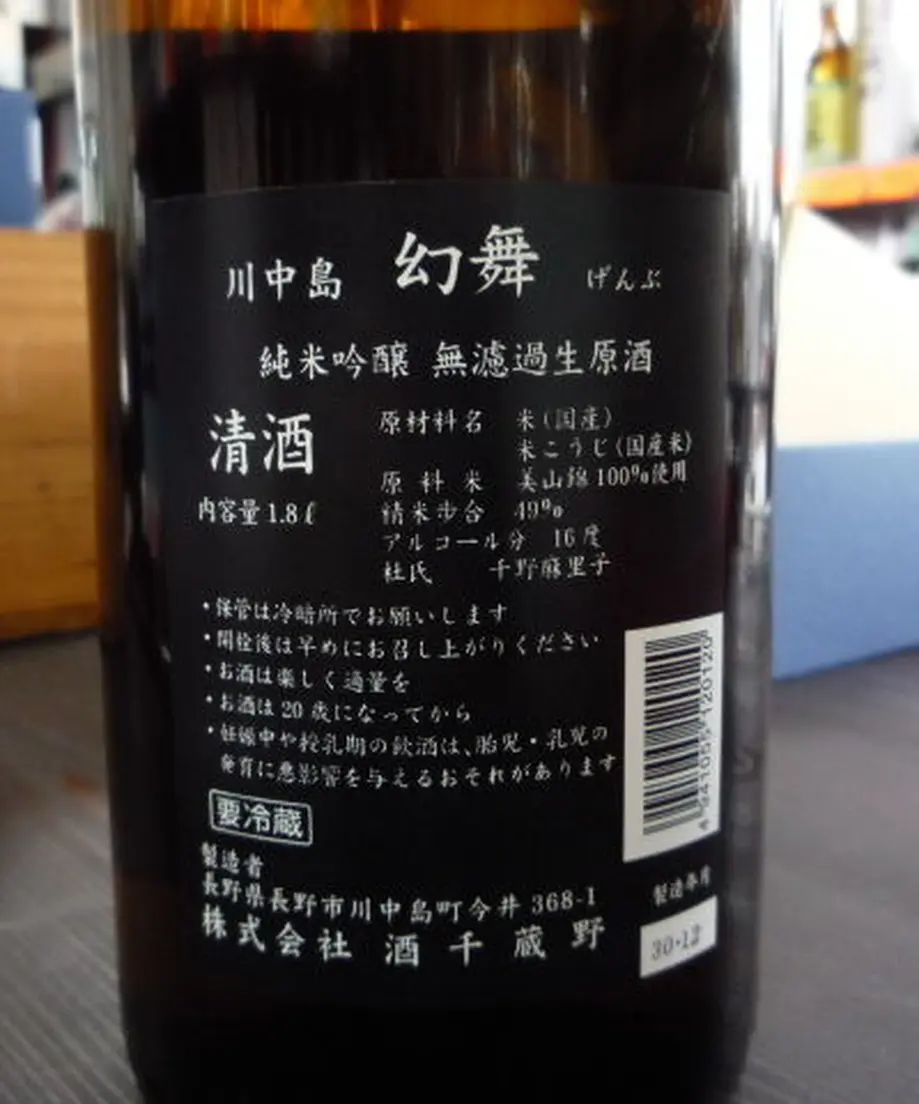 川中島 幻舞 げんぶ
純米吟醸 無濾過生原酒
清酒
内容量 1.8ℓ
原材料名 米(国産)
米こうじ(国産米)
原料米 美山錦100%使用
精米歩合 49%
アルコール分 16度
杜氏 千野麻里子
・保管は冷暗所でお願いします
・開栓後は早めにお召し上がりください
・お酒は楽しく適量を
・お酒は20歳になってから
・妊娠中や授乳期の飲酒は、胎児・乳児の
発育に悪影響を与えるおそれがあります
要冷蔵
製造者
長野県長野市川中島町今井368-1
株式会社 酒千蔵野
4941055120120
製造年月
30・12